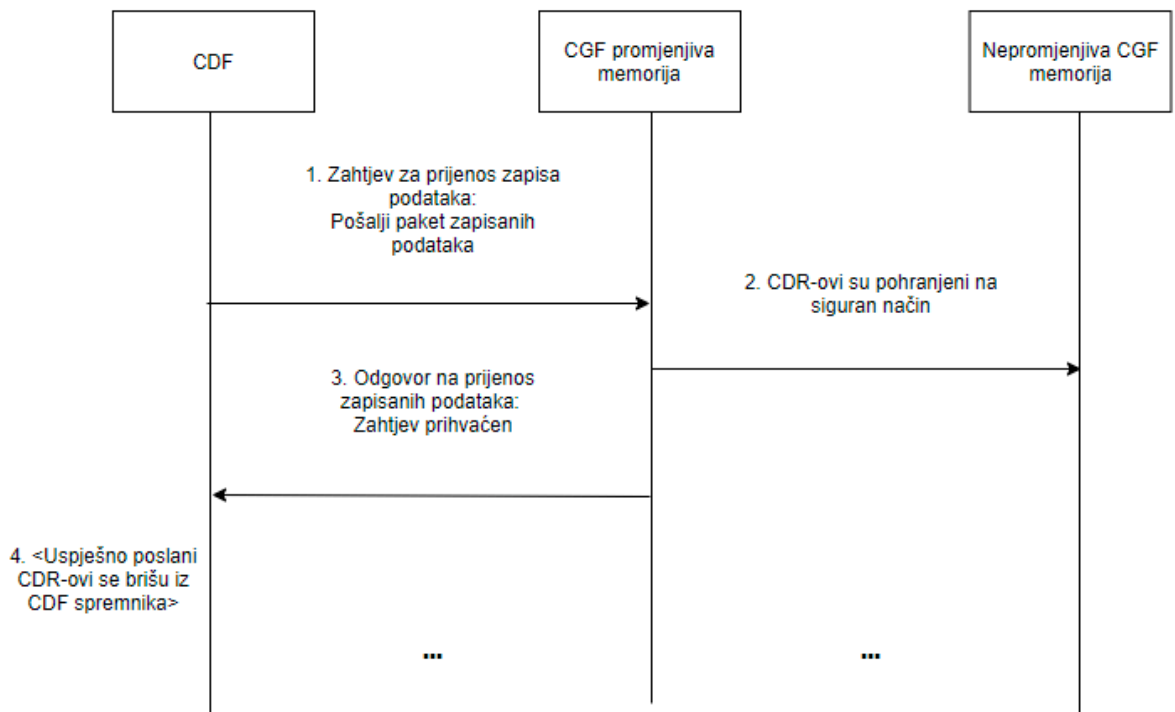 CDF
CGF promjenjiva
memorija
Nepromjenjiva CGF
memorija
1. Zahtjev za prijenos zapisa
podataka:
Pošalji paket zapisanih
podataka
2. CDR-ovi su pohranjeni na
siguran način
3. Odgovor na prijenos
zapisanih podataka:
Zahtjev prihvaćen
4. <Uspješno poslani
CDR-ovi se brišu iz
CDF spremnika>
...
...